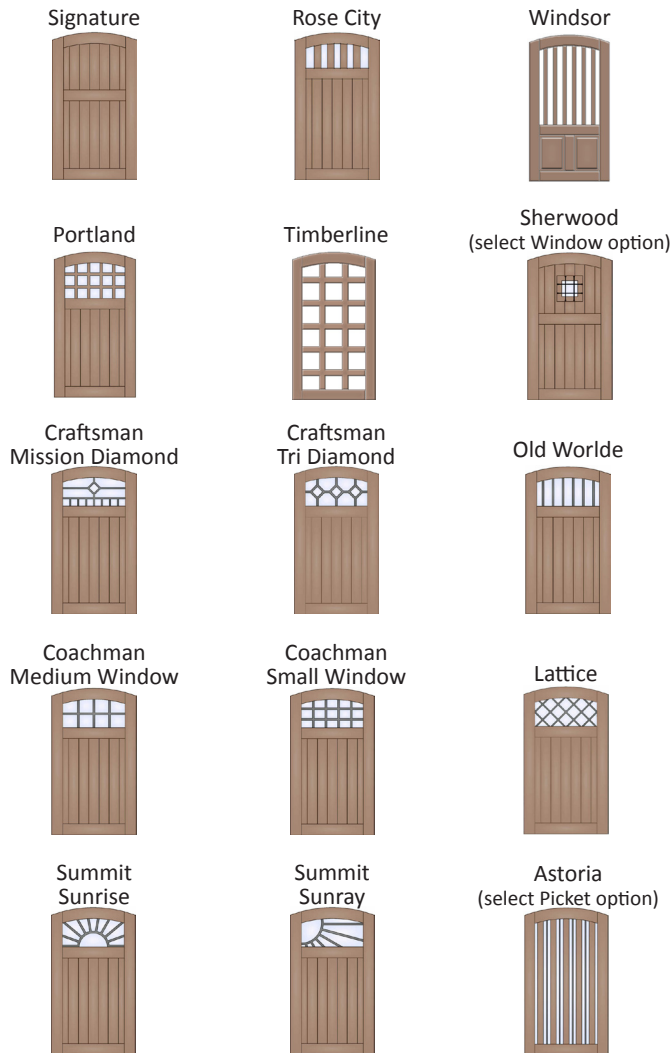 Signature
Rose City
Windsor
Portland
Timberline
Sherwood
(select Window option)
Craftsman
Mission Diamond
Craftsman
Tri Diamond
Old Worlde
Coachman
Medium Window
Coachman
Small Window
Lattice
Summit
Sunrise
Summit
Sunray
Astoria
(select Picket option)